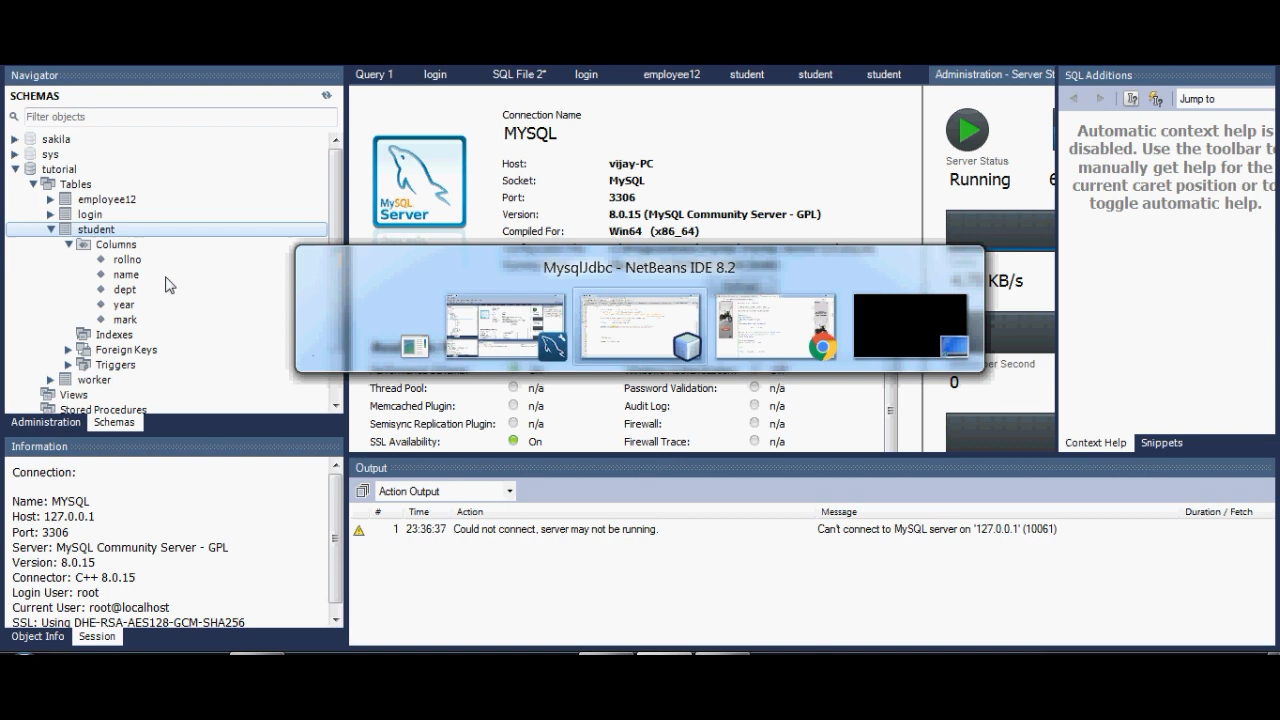 Navigator
SCHEMAS
Filter objects
sakila
sys
tutorial
Tables
employee12
login
student
Columns
rollno
name
dept
year
mark
Indexes
Foreign Keys
Triggers
worker
Views
Stored Procedures
Administration Schemas
Information
Connection:
Name: MYSQL
Host: 127.0.0.1
Port: 3306
Server: MySQL Community Server - GPL
Version: 8.0.15
Connector: C++ 8.0.15
Login User: root
Current User: root@localhost
SSL: Using DHE-RSA-AES128-GCM-SHA256
Object Info Session
Query 1 login SQL File 2* login employee12 student student student Administration - Server St
MySQL
Server
Connection Name
MYSQL
Host: vijay-PC
Socket: MySQL
Port: 3306
Version: 8.0.15 (MySQL Community Server - GPL)
Compiled For: Win64 (x86_64)
MysqlJdbc - NetBeans IDE 8.2
Thread Pool: n/a Password Validation: n/a
Memcached Plugin: n/a Audit Log: n/a
Semisync Replication Plugin: n/a Firewall: n/a
SSL Availability: On Firewall Trace: n/a
Server Status
Running
KB/s
Second
0
SQL Additions
Jump to
Automatic context help is
disabled. Use the toolbar to
manually get help for the
current caret position or to
toggle automatic help.
Context Help Snippets
Output
Action Output
# Time Action Message Duration / Fetch
1 23:36:37 Could not connect, server may not be running. Can't connect to MySQL server on '127.0.0.1' (10061)